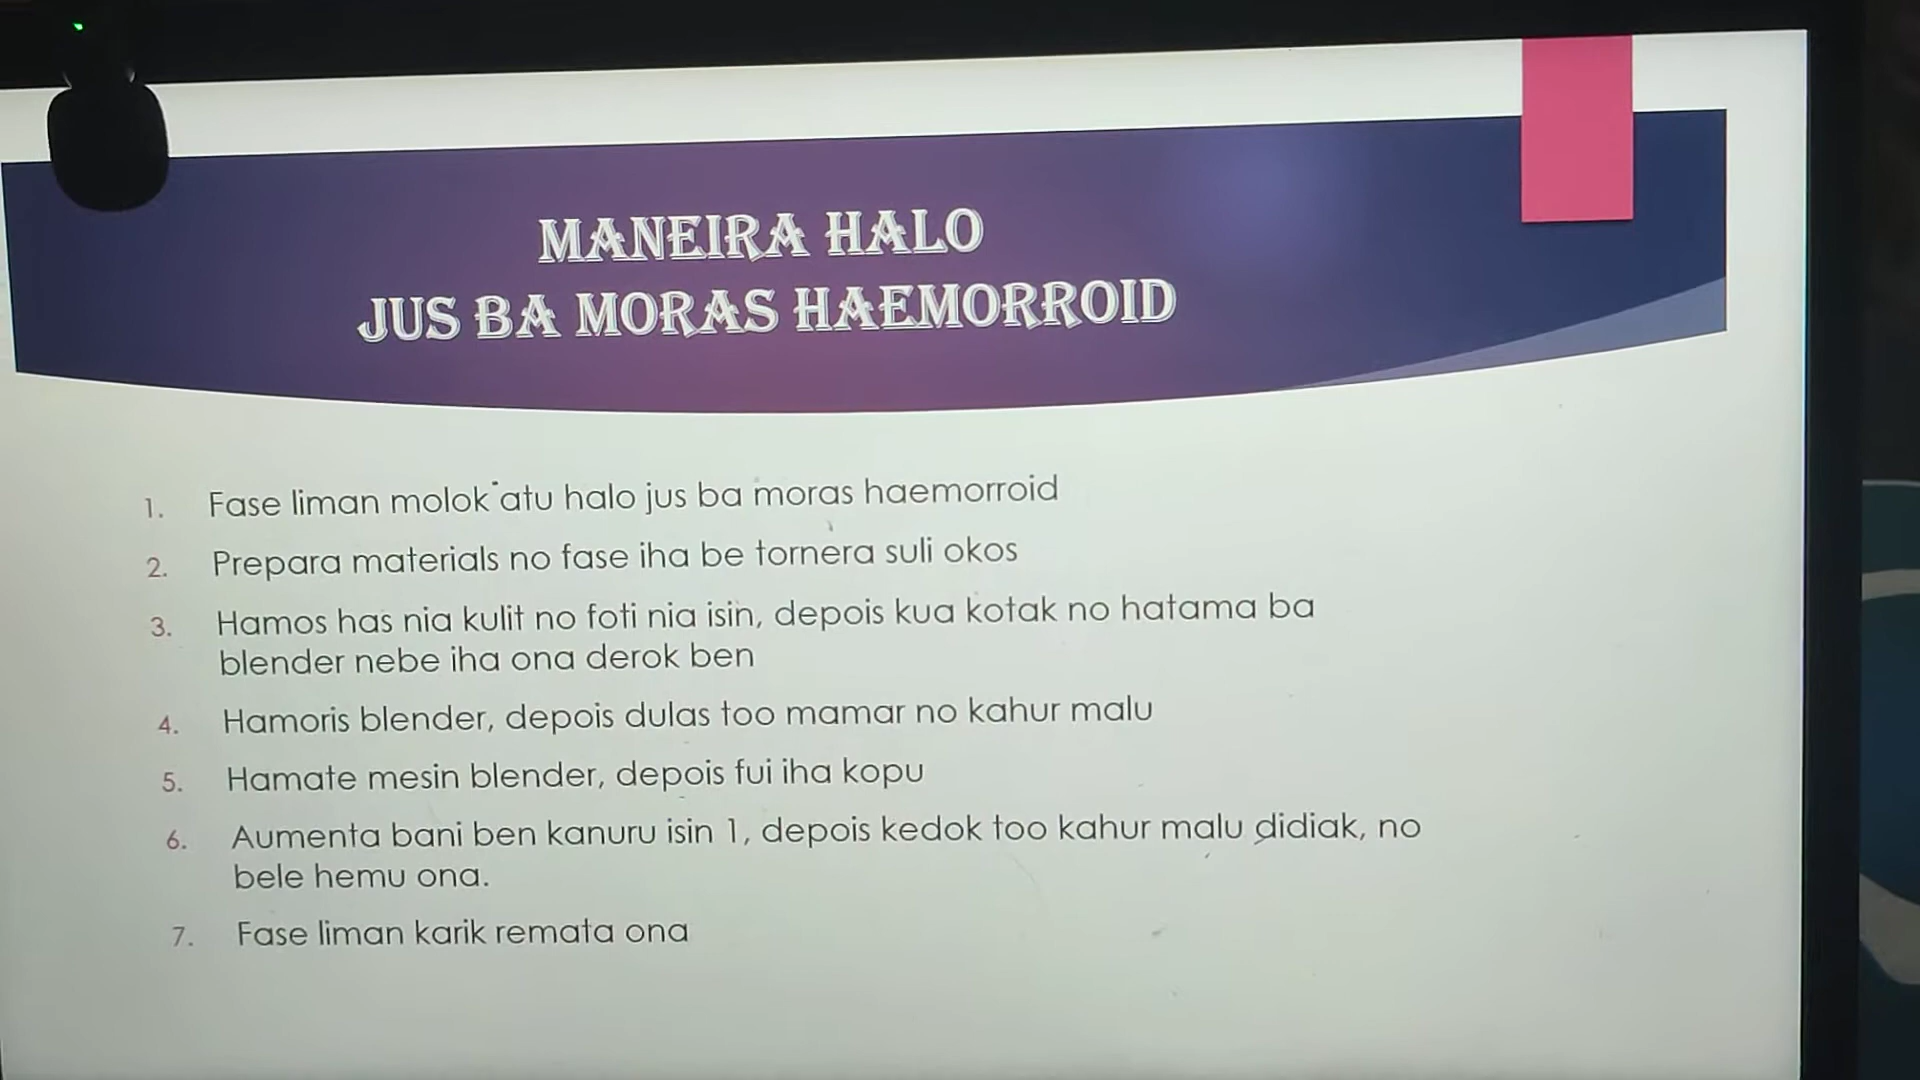 MANEIRA HALO
JUS BA MORAS HAEMORROID
1. Fase liman molok atu halo jus ba moras haemorroid
2. Prepara materials no fase iha be tornera suli okos
3. Hamos has nia kulit no foti nia isin, depois kua kotak no hatama ba
blender nebe iha ona derok ben
4. Hamoris blender, depois dulas too mamar no kahur malu
5. Hamate mesin blender, depois fui iha kopu
6. Aumenta bani ben kanuru isin 1, depois kedok too kahur malu didiak, no
bele hemu ona.
7. Fase liman karik remata ona